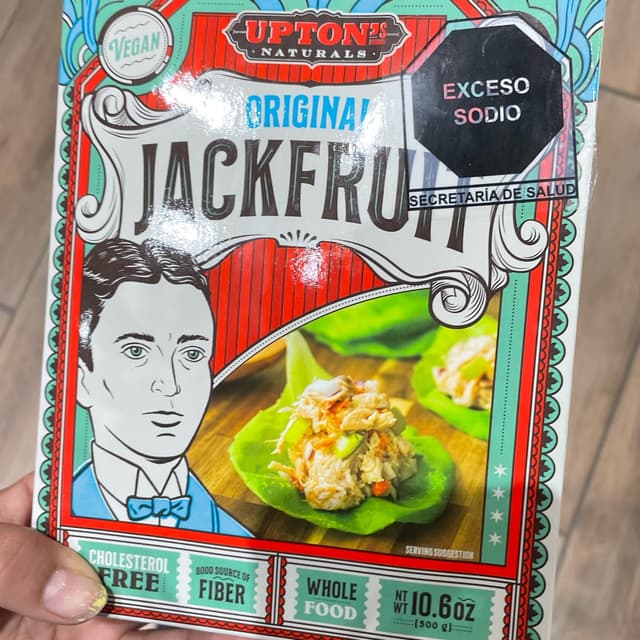 VEGAN
UPTON'S
NATURALS
ORIGINAL
JACKFRUIT
EXCESO
SODIO
SECRETARÍA DE SALUD
SERVING SUGGESTION
CHOLESTEROL
FREE
GOOD SOURCE OF
FIBER
WHOLE
FOOD
NT
WT 10.6OZ
(300 g)